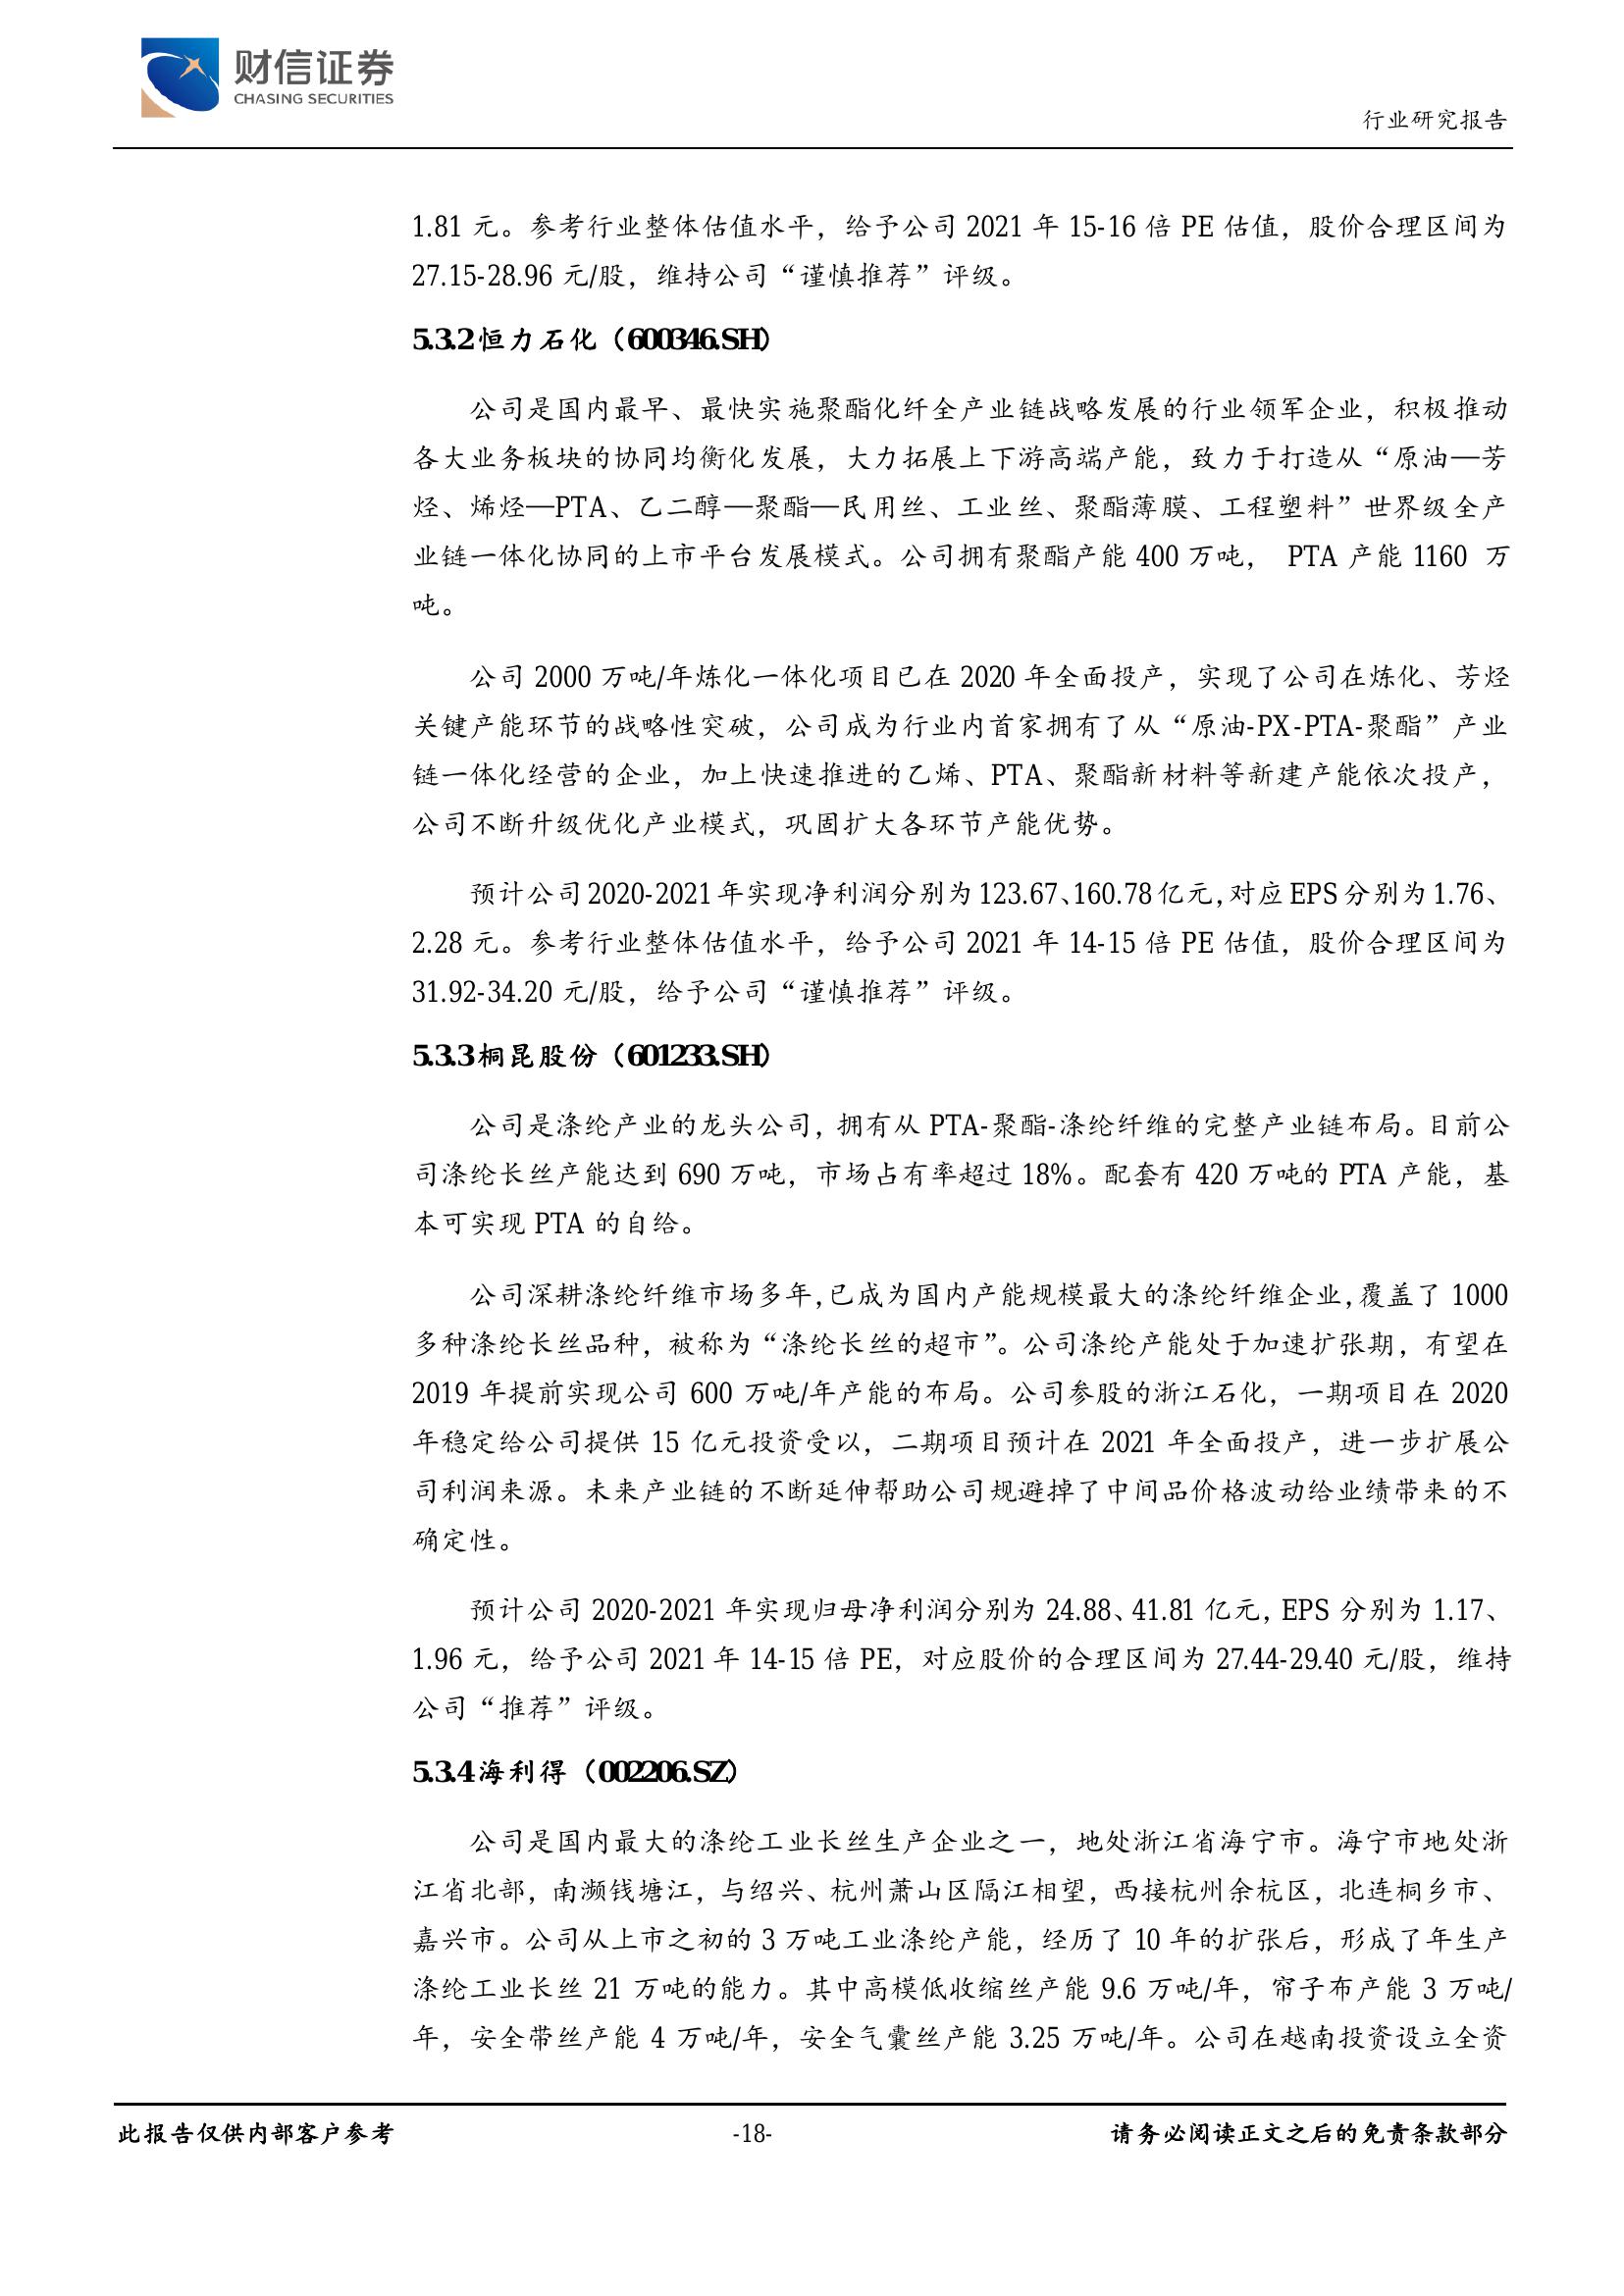 财信证券
CHASING SECURITIES
行业研究报告
1.81 元。参考行业整体估值水平，给予公司 2021 年 15-16 倍 PE 估值，股价合理区间为
27.15-28.96 元/股，维持公司“谨慎推荐”评级。
5.3.2 恒力石化（600346.SH）
公司是国内最早、最快实施聚酯化纤全产业链战略发展的行业领军企业，积极推动
各大业务板块的协同均衡化发展，大力拓展上下游高端产能，致力于打造从“原油—芳
烃、烯烃—PTA、乙二醇—聚酯—民用丝、工业丝、聚酯薄膜、工程塑料”世界级全产
业链一体化协同的上市平台发展模式。公司拥有聚酯产能 400 万吨， PTA 产能 1160 万
吨。
公司 2000 万吨/年炼化一体化项目已在 2020 年全面投产，实现了公司在炼化、芳烃
关键产能环节的战略性突破，公司成为行业内首家拥有了从“原油-PX-PTA-聚酯”产业
链一体化经营的企业，加上快速推进的乙烯、PTA、聚酯新材料等新建产能依次投产，
公司不断升级优化产业模式，巩固扩大各环节产能优势。
预计公司 2020-2021 年实现净利润分别为 123.67、160.78 亿元，对应 EPS 分别为 1.76、
2.28 元。参考行业整体估值水平，给予公司 2021 年 14-15 倍 PE 估值，股价合理区间为
31.92-34.20 元/股，给予公司“谨慎推荐”评级。
5.3.3 桐昆股份（601233.SH）
公司是涤纶产业的龙头公司，拥有从 PTA-聚酯-涤纶纤维的完整产业链布局。目前公
司涤纶长丝产能达到 690 万吨，市场占有率超过 18%。配套有 420 万吨的 PTA 产能，基
本可实现 PTA 的自给。
公司深耕涤纶纤维市场多年，已成为国内产能规模最大的涤纶纤维企业，覆盖了 1000
多种涤纶长丝品种，被称为“涤纶长丝的超市”。公司涤纶产能处于加速扩张期，有望在
2019 年提前实现公司 600 万吨/年产能的布局。公司参股的浙江石化，一期项目在 2020
年稳定给公司提供 15 亿元投资受以，二期项目预计在 2021 年全面投产，进一步扩展公
司利润来源。未来产业链的不断延伸帮助公司规避掉了中间品价格波动给业绩带来的不
确定性。
预计公司 2020-2021 年实现归母净利润分别为 24.88、41.81 亿元，EPS 分别为 1.17、
1.96 元，给予公司 2021 年 14-15 倍 PE，对应股价的合理区间为 27.44-29.40 元/股，维持
公司“推荐”评级。
5.3.4 海利得（002206.SZ）
公司是国内最大的涤纶工业长丝生产企业之一，地处浙江省海宁市。海宁市地处浙
江省北部，南濒钱塘江，与绍兴、杭州萧山区隔江相望，西接杭州余杭区，北连桐乡市、
嘉兴市。公司从上市之初的 3 万吨工业涤纶产能，经历了 10 年的扩张后，形成了年生产
涤纶工业长丝 21 万吨的能力。其中高模低收缩丝产能 9.6 万吨/年，帘子布产能 3 万吨/
年，安全带丝产能 4 万吨/年，安全气囊丝产能 3.25 万吨/年。公司在越南投资设立全资
此报告仅供内部客户参考
-18-
请务必阅读正文之后的免责条款部分